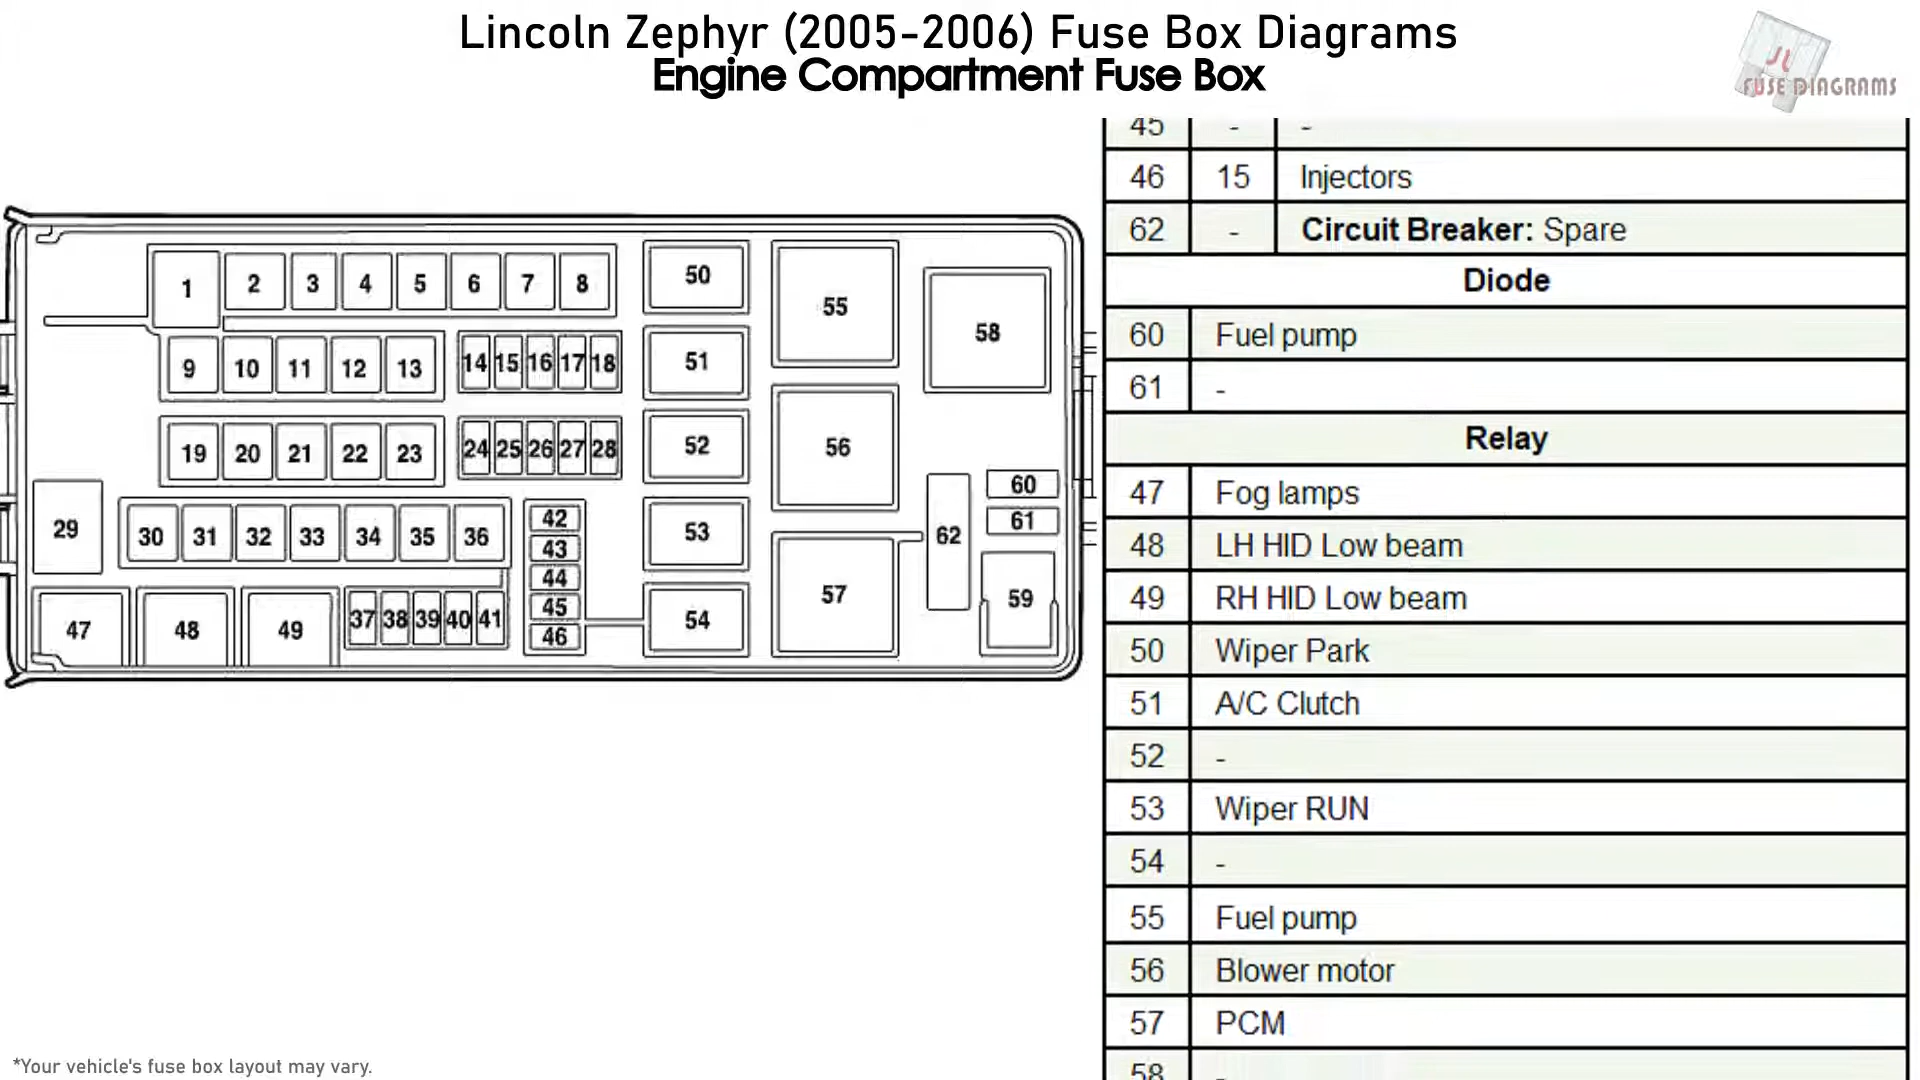 Lincoln Zephyr (2005-2006) Fuse Box Diagrams
Engine Compartment Fuse Box
JL
FUSE DIAGRAMS
1 2 3 4 5 6 7 8
9 10 11 12 13 14 15 16 17 18
19 20 21 22 23 24 25 26 27 28
29 30 31 32 33 34 35 36
42
43
44
45
46
47 48 49 37 38 39 40 41
50
51
52
53
54
55
56
57
58
62
60
61
59
45 - -
46 15 Injectors
62 - Circuit Breaker: Spare
Diode
60 Fuel pump
61 -
Relay
47 Fog lamps
48 LH HID Low beam
49 RH HID Low beam
50 Wiper Park
51 A/C Clutch
52 -
53 Wiper RUN
54 -
55 Fuel pump
56 Blower motor
57 PCM
58 -
*Your vehicle's fuse box layout may vary.